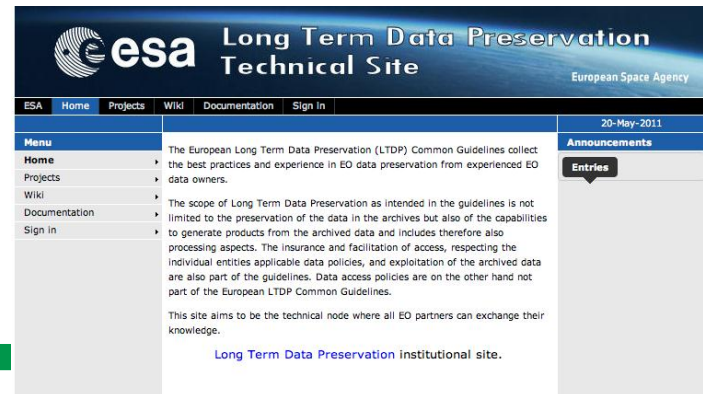 esa
Long Term Data Preservation
Technical Site
European Space Agency
ESA Home Projects Wiki Documentation Sign in
20-May-2011
Menu
Home
Projects
Wiki
Documentation
Sign in
The European Long Term Data Preservation (LTDP) Common Guidelines collect
the best practices and experience in EO data preservation from experienced EO
data owners.
The scope of Long Term Data Preservation as intended in the guidelines is not
limited to the preservation of the data in the archives but also of the capabilities
to generate products from the archived data and includes therefore also
processing aspects. The insurance and facilitation of access, respecting the
individual entities applicable data policies, and exploitation of the archived data
are also part of the guidelines. Data access policies are on the other hand not
part of the European LTDP Common Guidelines.
This site aims to be the technical node where all EO partners can exchange their
knowledge.
Long Term Data Preservation institutional site.
Announcements
Entries